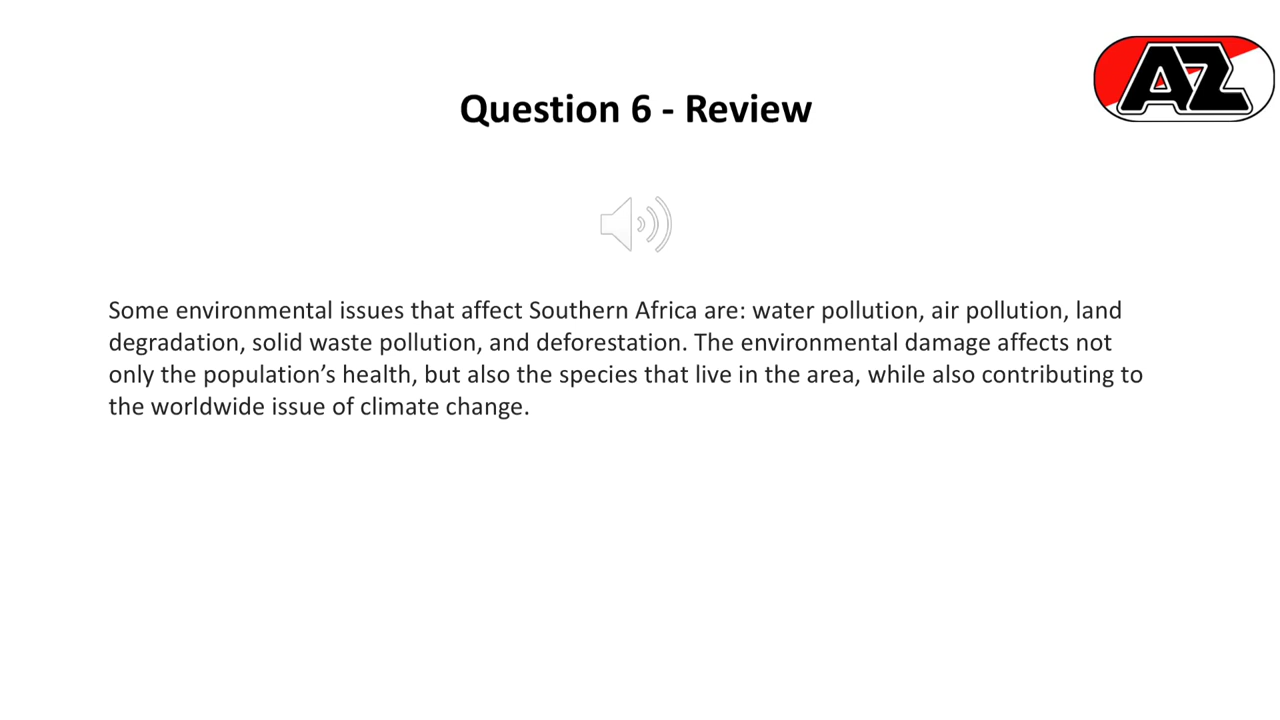 AZ
Question 6 - Review
Some environmental issues that affect Southern Africa are: water pollution, air pollution, land
degradation, solid waste pollution, and deforestation. The environmental damage affects not
only the population’s health, but also the species that live in the area, while also contributing to
the worldwide issue of climate change.